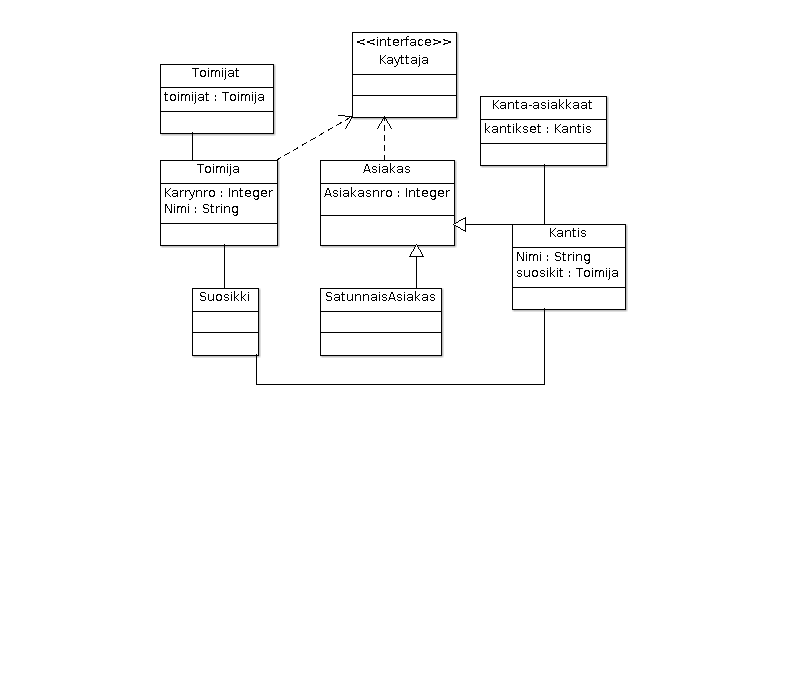 <<interface>>
Kayttaja
Toimijat
toimijat : Toimija
Kanta-asiakkaat
kantikset : Kantis
Toimija
Karrynro : Integer
Nimi : String
Asiakas
Asiakasnro : Integer
Kantis
Nimi : String
suosikit : Toimija
Suosikki
SatunnaisAsiakas